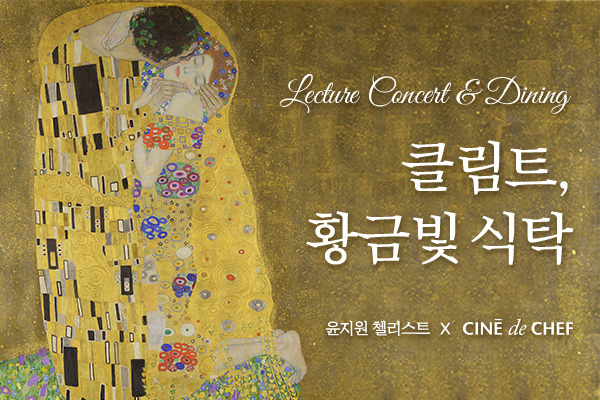 Lecture Concert & Dining
클림트,
황금빛 식탁
윤지원 첼리스트 X CINĒ de CHEF